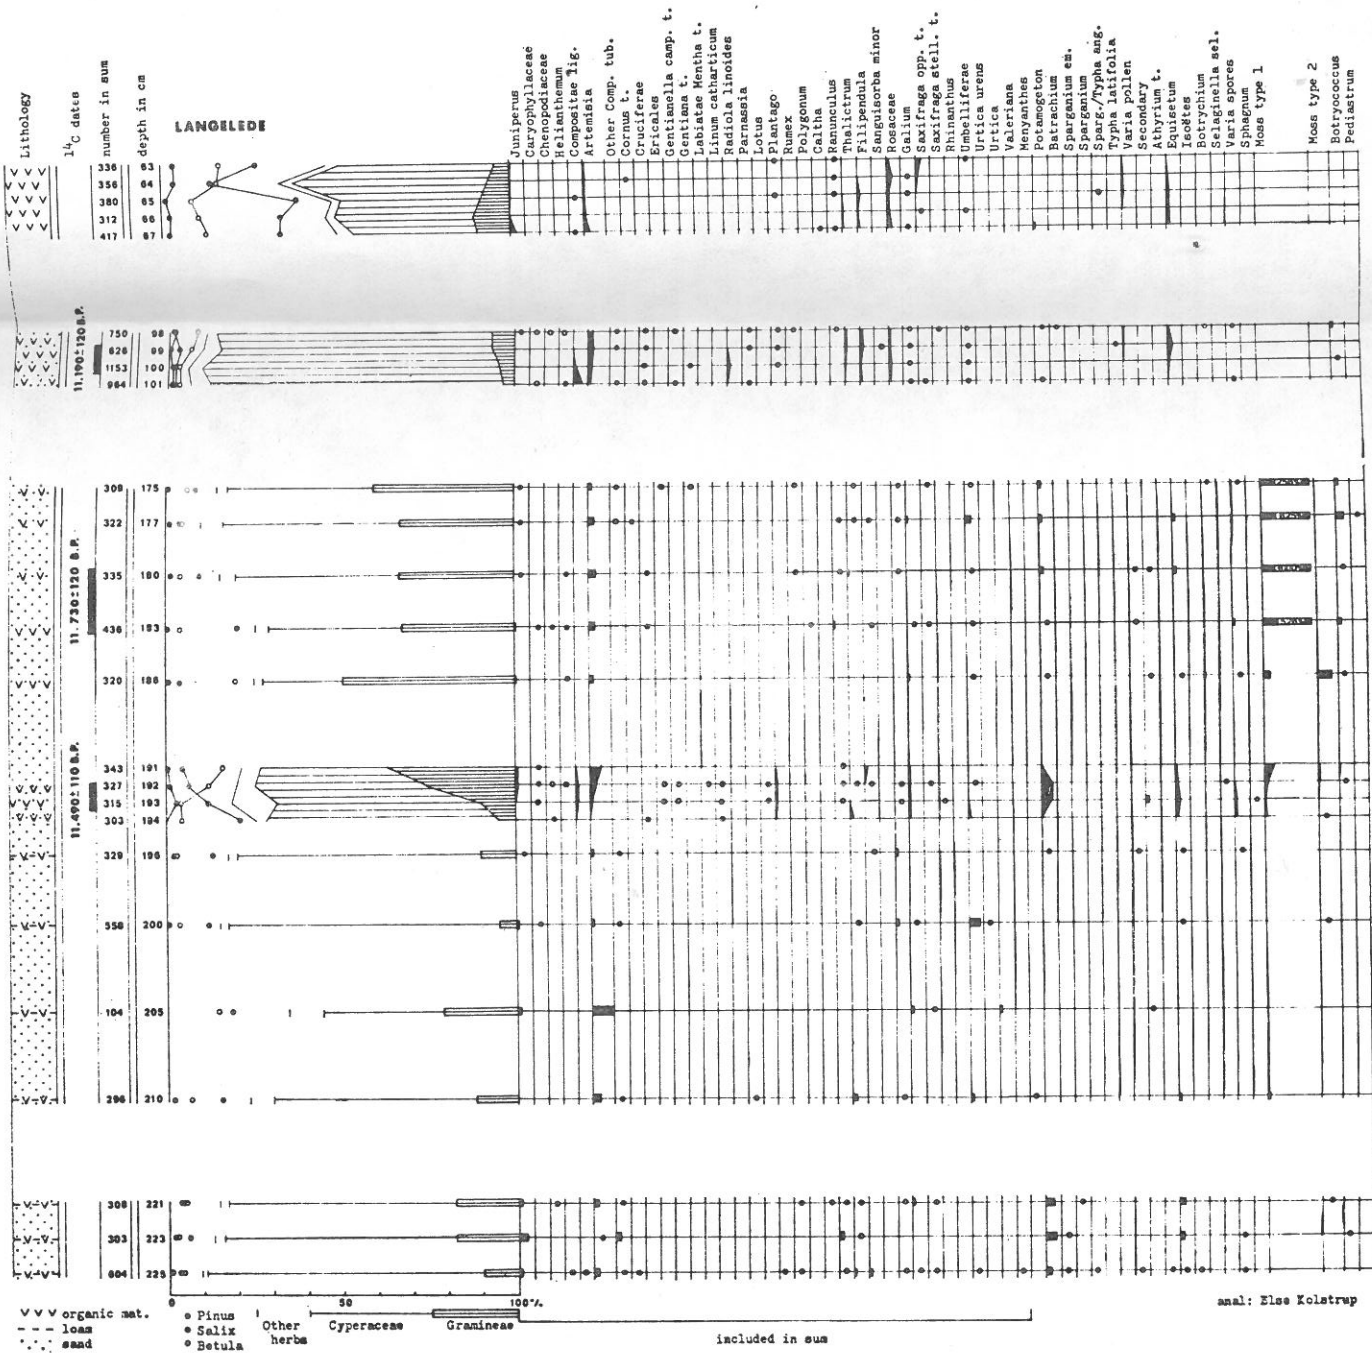 Lithology
14C dates
number in sum
depth in cm
LANGELEDE
Juniperus
Caryophyllaceae
Chenopodiaceae
Helianthemum
Compositae lig.
Artemisia
Other Comp. tub.
Cornus t.
Cruciferae
Ericales
Gentianella camp. t.
Gentiana t.
Labiatae Mentha t.
Linum catharticum
Radiola linoides
Parnassia
Lotus
Plantago
Polygonum
Rumex
Caltha
Ranunculus
Thalictrum
Filipendula
Sanguisorba minor
Rosaceae
Galium
Saxifraga opp. t.
Saxifraga stell. t.
Rhinanthus
Umbelliferae
Urtica urens
Urtica
Valeriana
Menyanthes
Potamogeton
Batrachium
Sparganium em.
Sparganium
Sparg./Typha ang.
Typha latifolia
Varia pollen
Secondary
Athyrium t.
Equisetum
Isoëtes
Botrychium
Selaginella sel.
Varia spores
Sphagnum
Moss type 1
Moss type 2
Botryococcus
Pediastrum
336 63
356 64
380 65
312 66
417 67
11.190±120 B.P.
750 98
626 99
1153 100
964 101
309 175
322 177
11.730±120 B.P.
335 180
436 183
320 186
11.490±110 B.P.
343 191
327 192
315 193
303 194
329 196
558 200
104 205
296 210
308 221
303 223
604 225
0 50 100%
v v v organic mat.
- - - loam
sand
Pinus
Salix
Betula
Other herbs
Cyperaceae
Gramineae
included in sum
anal: Else Kolstrup